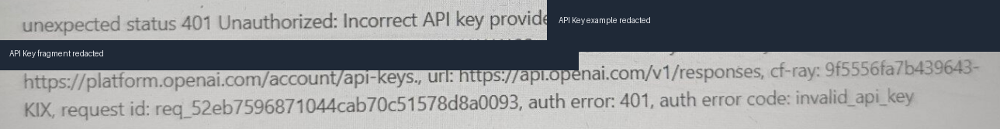 unexpected status 401 Unauthorized: Incorrect API key provide
API Key example redacted
API Key fragment redacted
https://platform.openai.com/account/api-keys., url: https://api.openai.com/v1/responses, cf-ray: 9f5556fa7b439643-
KIX, request id: req_52eb7596871044cab70c51578d8a0093, auth error: 401, auth error code: invalid_api_key